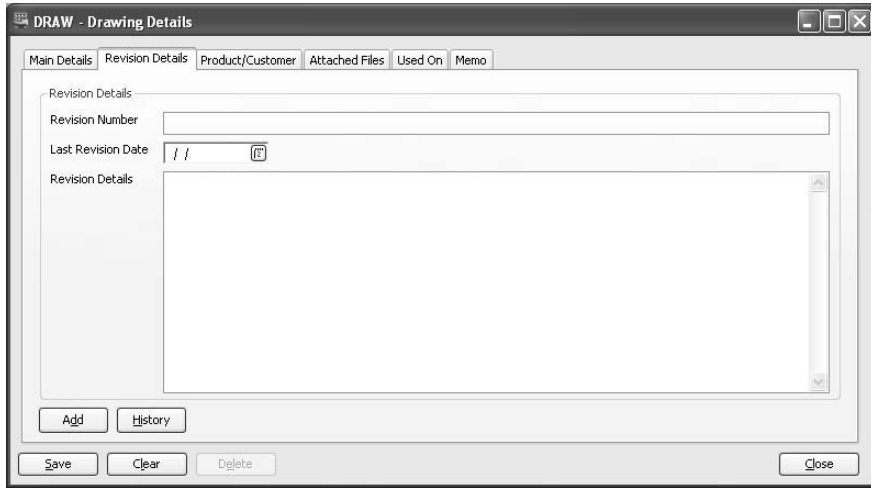 DRAW - Drawing Details
Main Details Revision Details Product/Customer Attached Files Used On Memo
Revision Details
Revision Number
Last Revision Date / /
Revision Details
Add History
Save Clear Delete Close